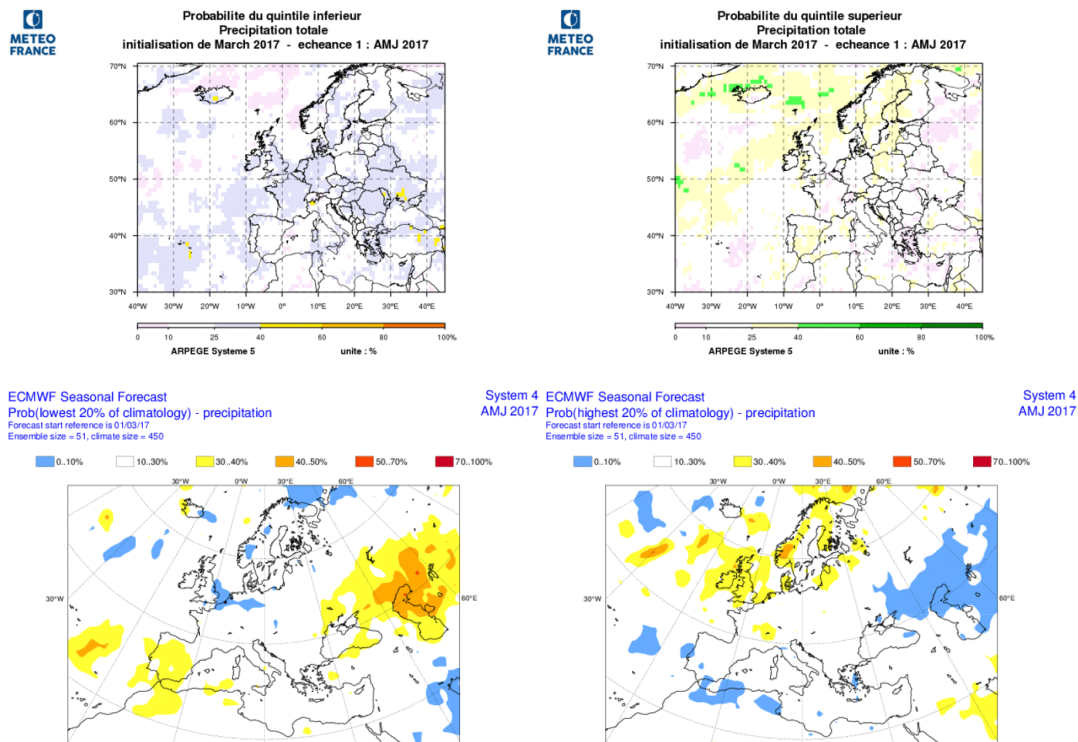 METEO
FRANCE
Probabilite du quintile inferieur
Precipitation totale
initialisation de March 2017 - echeance 1 : AMJ 2017
70°N
60°N
50°N
40°N
30°N
40°W 30°W 20°W 10°W 0° 10°E 20°E 30°E 40°E
0 10 25 40 60 80 100%
ARPEGE Systeme 5 unite : %
METEO
FRANCE
Probabilite du quintile superieur
Precipitation totale
initialisation de March 2017 - echeance 1 : AMJ 2017
70°N
60°N
50°N
40°N
30°N
40°W 30°W 20°W 10°W 0° 10°E 20°E 30°E 40°E
0 10 25 40 60 80 100%
ARPEGE Systeme 5 unite : %
ECMWF Seasonal Forecast System 4
Prob(lowest 20% of climatology) - precipitation AMJ 2017
Forecast start reference is 01/03/17
Ensemble size = 51, climate size = 450
0..10% 10..30% 30..40% 40..50% 50..70% 70..100%
30°W 0°W 30°E 60°E
30°W 60°E
ECMWF Seasonal Forecast System 4
Prob(highest 20% of climatology) - precipitation AMJ 2017
Forecast start reference is 01/03/17
Ensemble size = 51, climate size = 450
0..10% 10..30% 30..40% 40..50% 50..70% 70..100%
30°W 0°W 30°E 60°E
30°W 60°E